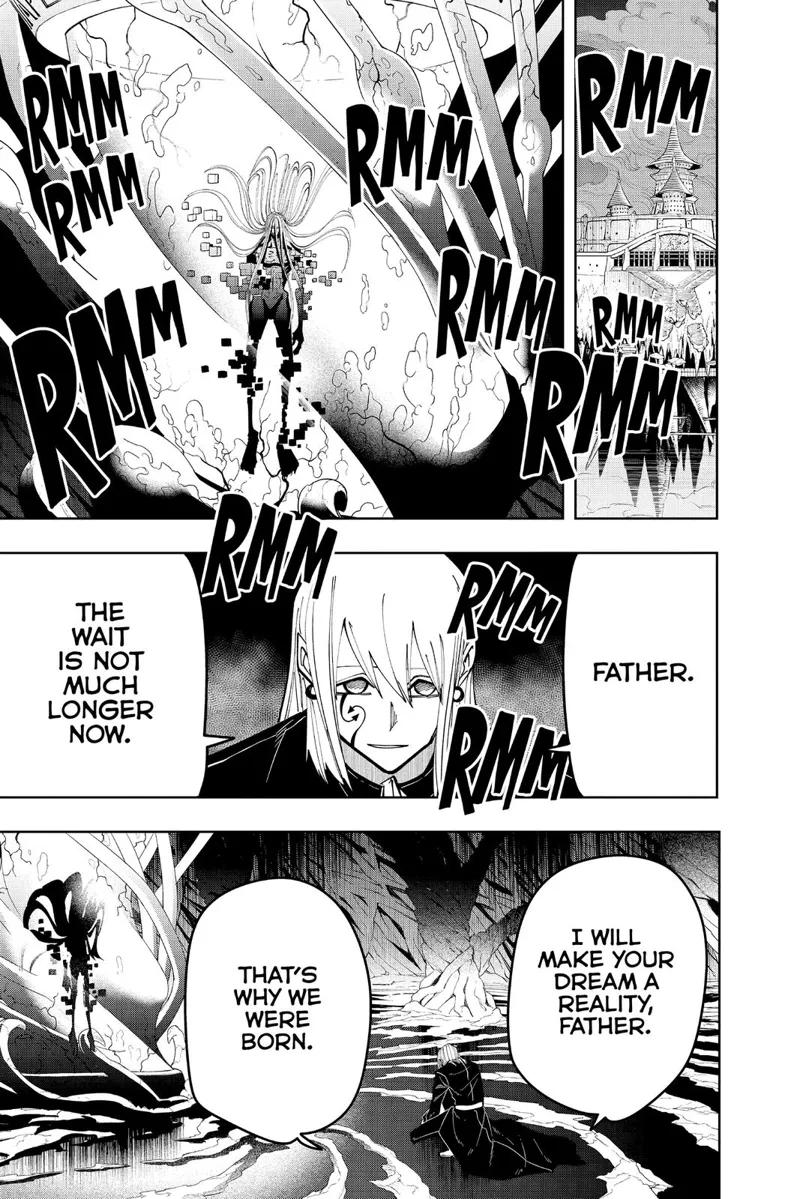 RMM
RMM
RMM
RMM
RMM
RMM
RMM
RMM
RMM
RMM
RMM
FATHER.
THE
WAIT
IS NOT
MUCH
LONGER
NOW.
I WILL
MAKE YOUR
DREAM A
REALITY,
FATHER.
THAT'S
WHY WE
WERE
BORN.